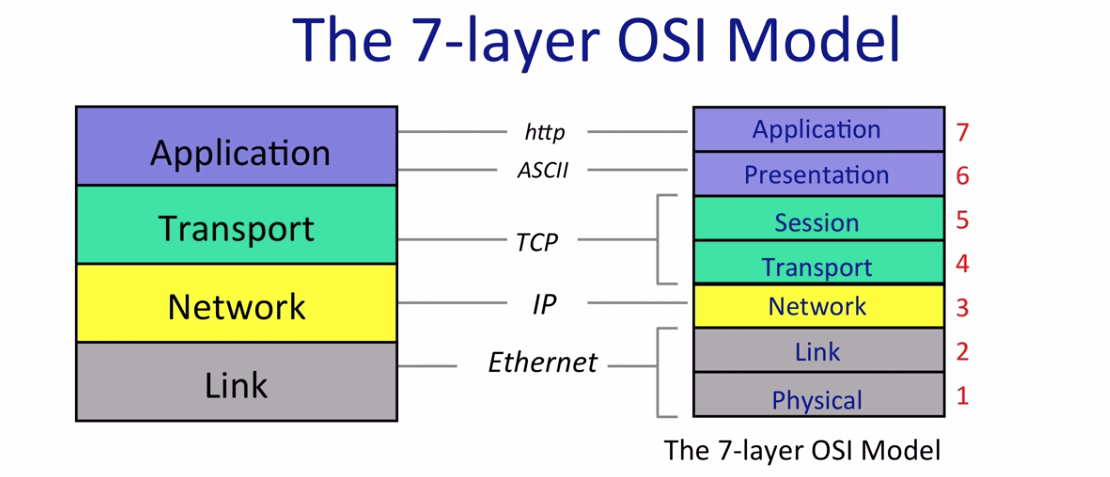 The 7-layer OSI Model
Application
Transport
Network
Link
http
ASCII
TCP
IP
Ethernet
Application 7
Presentation 6
Session 5
Transport 4
Network 3
Link 2
Physical 1
The 7-layer OSI Model